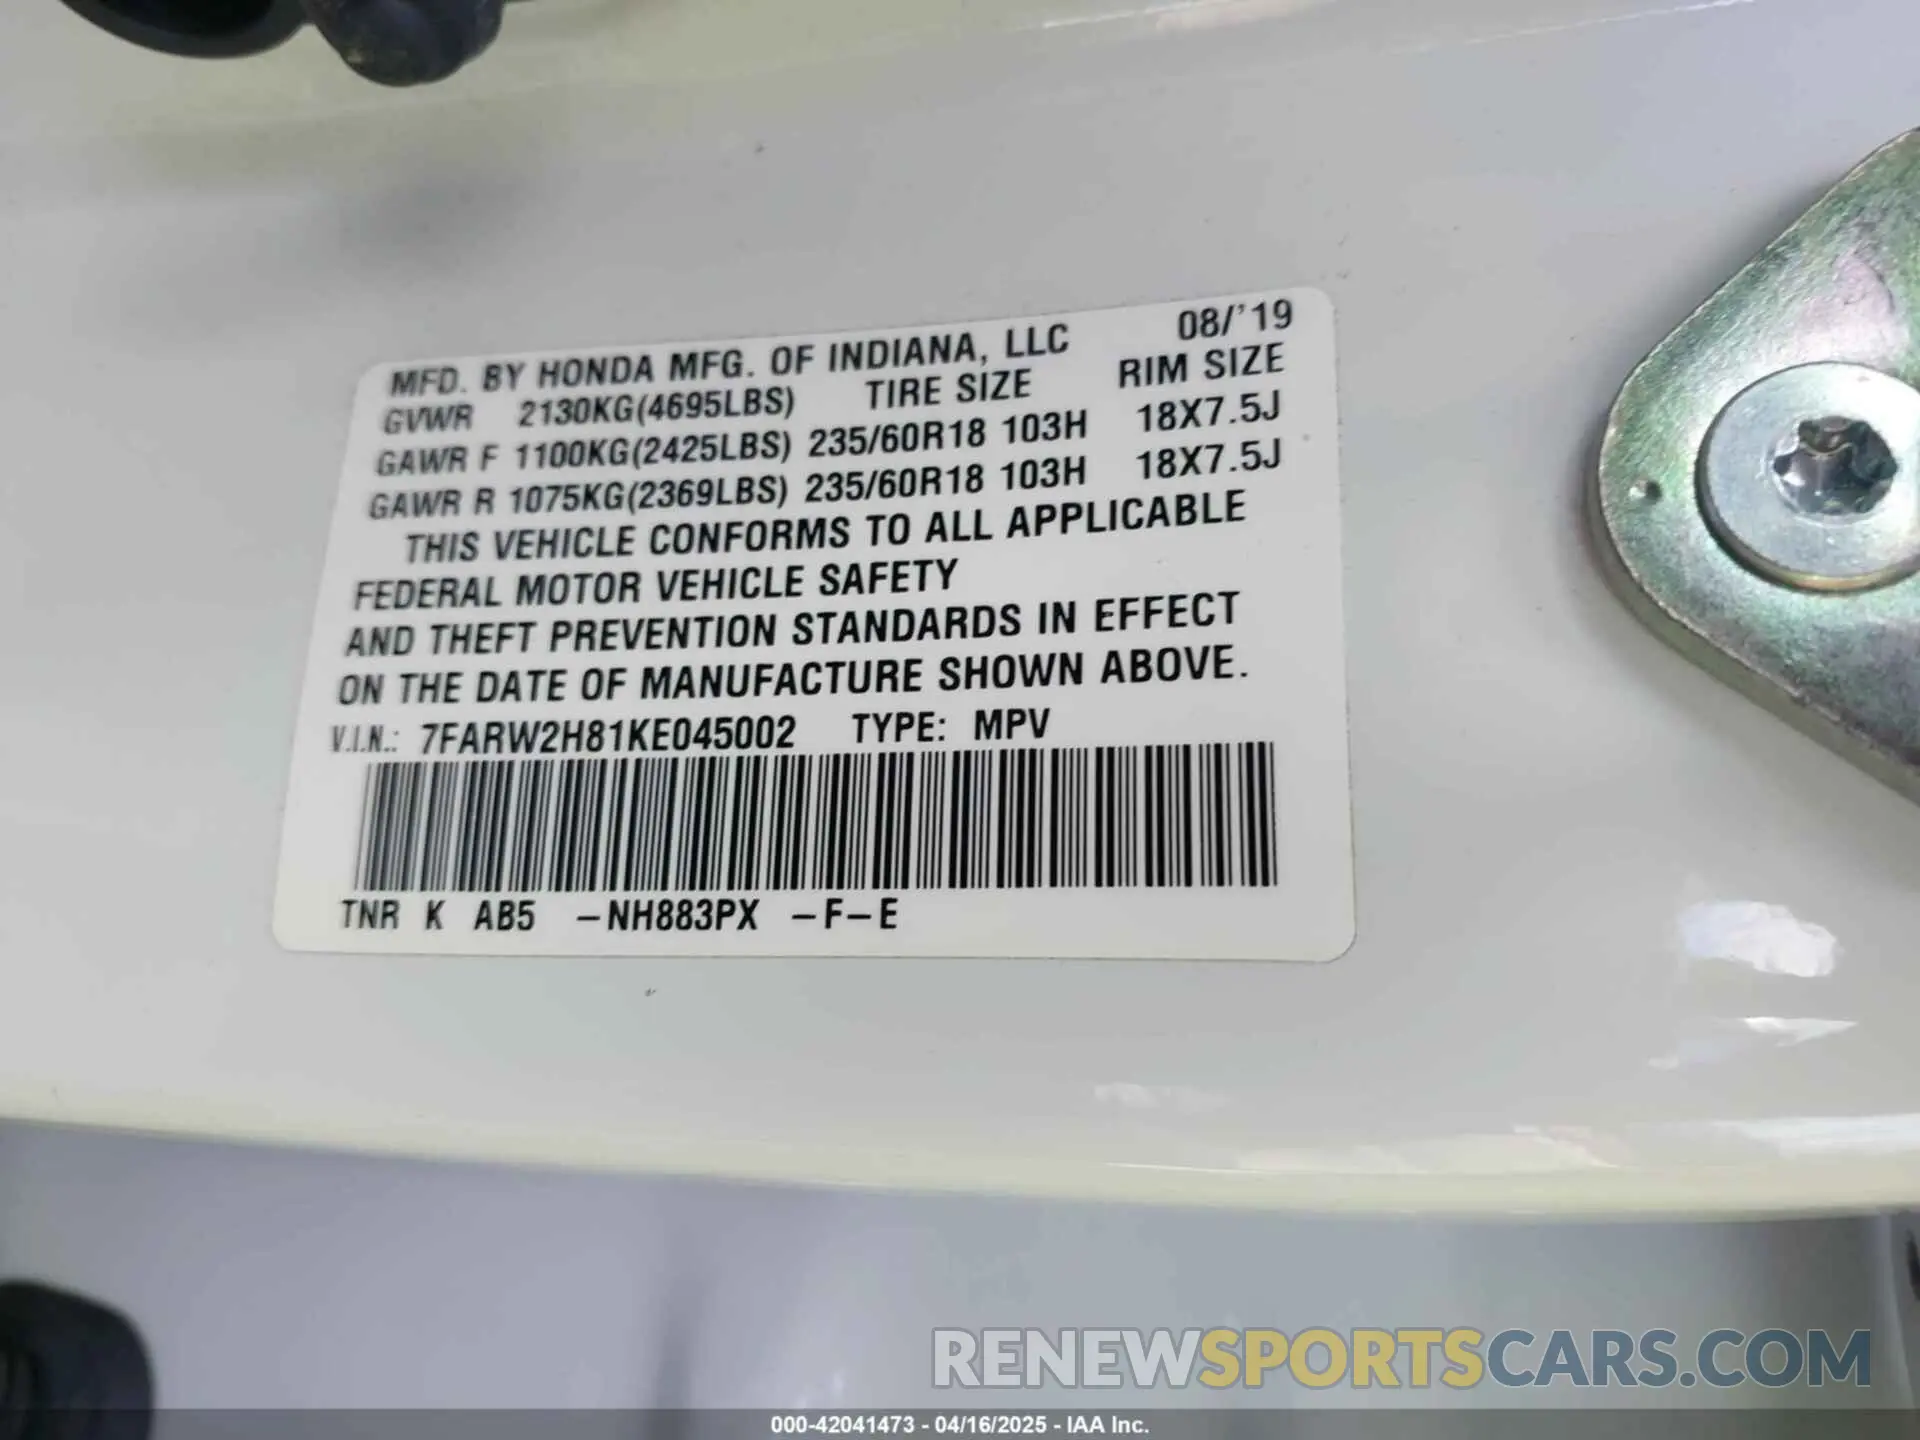 MFD. BY HONDA MFG. OF INDIANA, LLC 08/'19
GVWR 2130KG(4695LBS) TIRE SIZE RIM SIZE
GAWR F 1100KG(2425LBS) 235/60R18 103H 18X7.5J
GAWR R 1075KG(2369LBS) 235/60R18 103H 18X7.5J
THIS VEHICLE CONFORMS TO ALL APPLICABLE
FEDERAL MOTOR VEHICLE SAFETY
AND THEFT PREVENTION STANDARDS IN EFFECT
ON THE DATE OF MANUFACTURE SHOWN ABOVE.
V.I.N.: 7FARW2H81KE045002 TYPE: MPV
TNR K AB5 -NH883PX -F-E
RENEWSPORTSCARS.COM
000-42041473 - 04/16/2025 - IAA Inc.